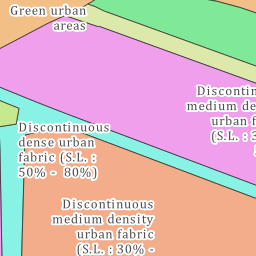 Green urban
areas
Discontin
medium de
urban f
(S.L. : 3
Discontinuous
dense urban
fabric (S.L. :
50% - 80%)
Discontinuous
medium density
urban fabric
(S.L. : 30% -